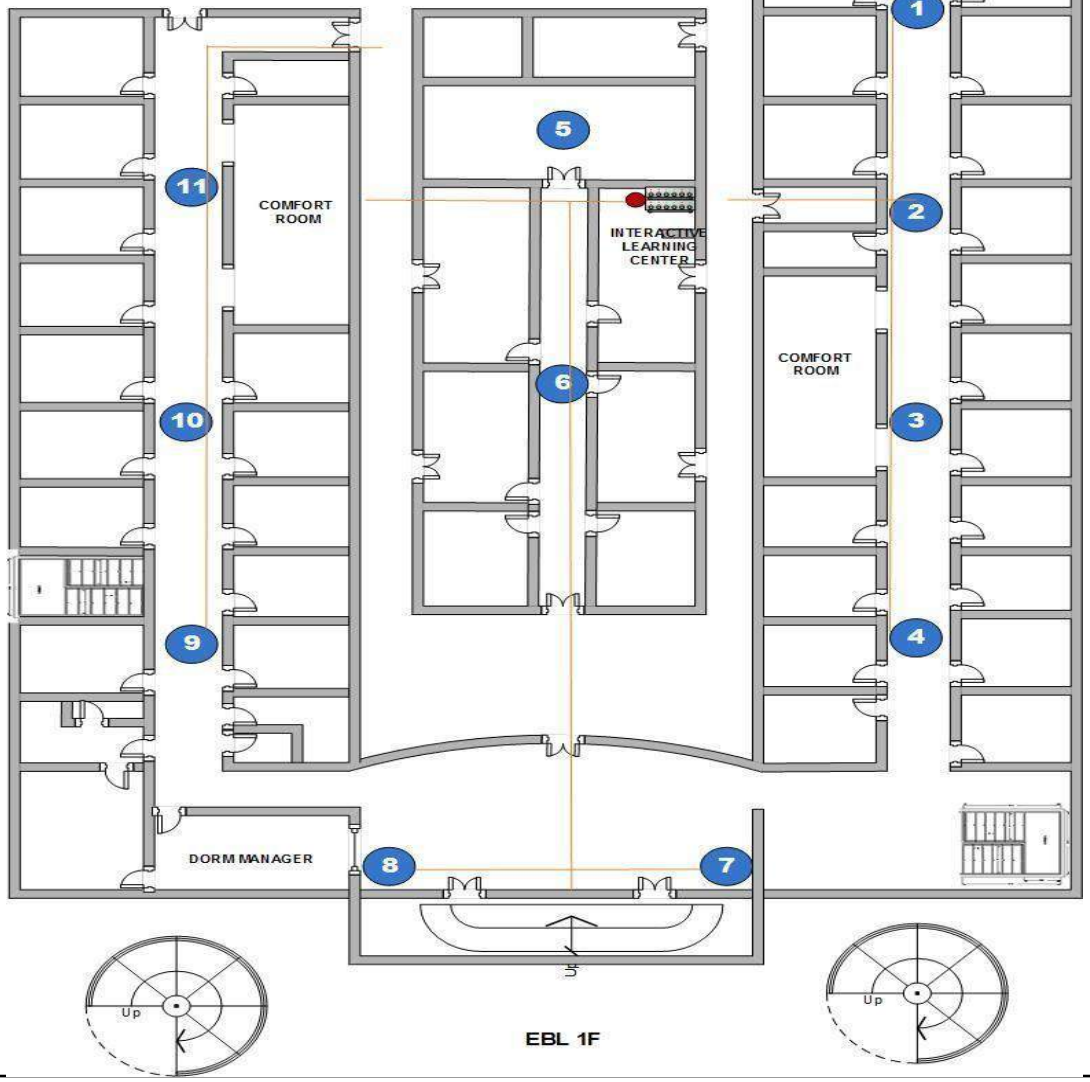 1
5
11
COMFORT
ROOM
2
INTERACTIVE
LEARNING
CENTER
COMFORT
ROOM
6
10
3
9
4
DORM MANAGER
8
7
Up
Up
Up
EBL 1F